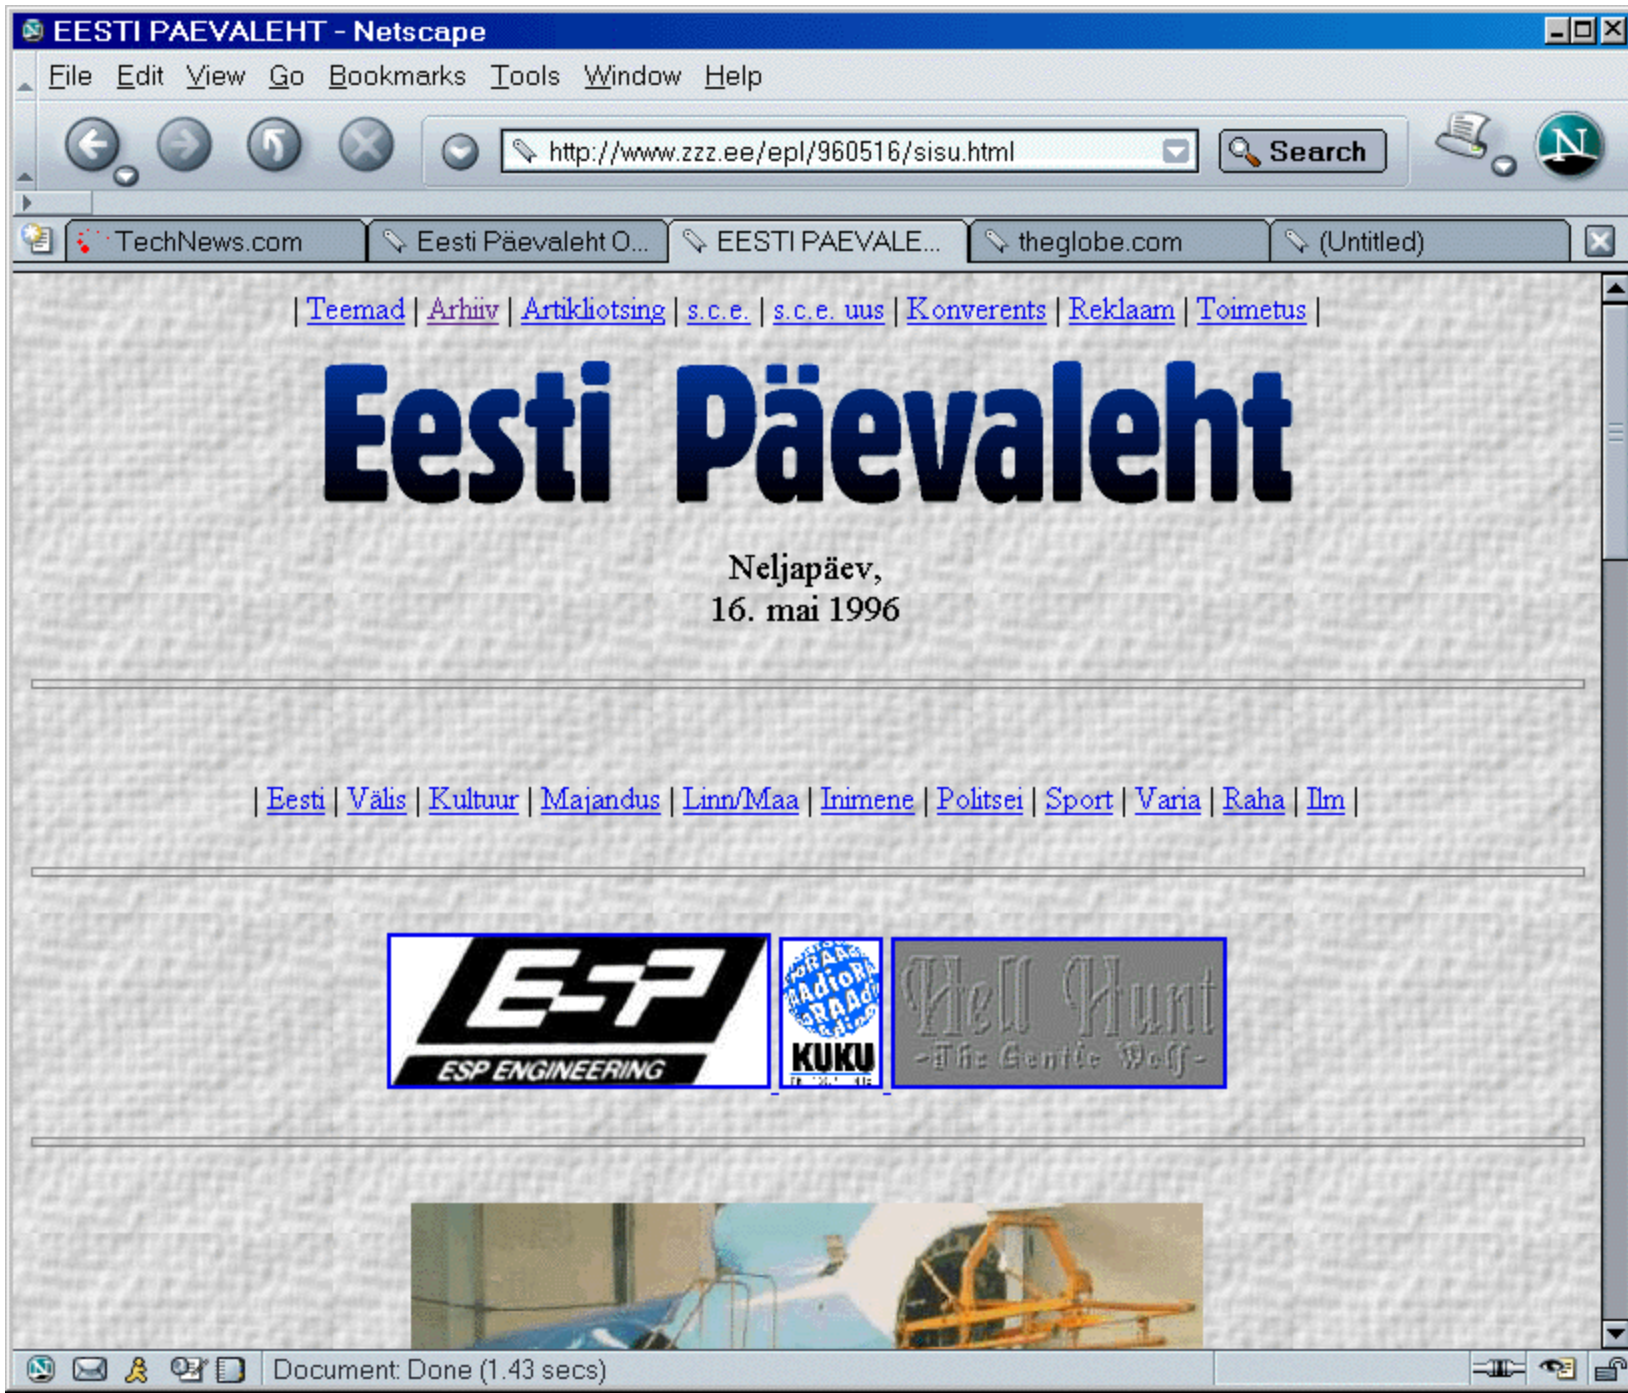 EESTI PAEVALEHT - Netscape
File Edit View Go Bookmarks Tools Window Help
http://www.zzz.ee/epl/960516/sisu.html Search N
TechNews.com Eesti Päevaleht O... EESTI PAEVALE... theglobe.com (Untitled)
| Teemad | Arhiiv | Artikliotsing | s.c.e. | s.c.e. uus | Konverents | Reklaam | Toimetus |
Eesti Päevaleht
Neljapäev,
16. mai 1996
| Eesti | Välis | Kultuur | Majandus | Linn/Maa | Inimene | Politsei | Sport | Varia | Raha | Ilm |
ESP
ESP ENGINEERING
KUKU
Hell Hunt
-The Gentle Wolf-
Document: Done (1.43 secs)